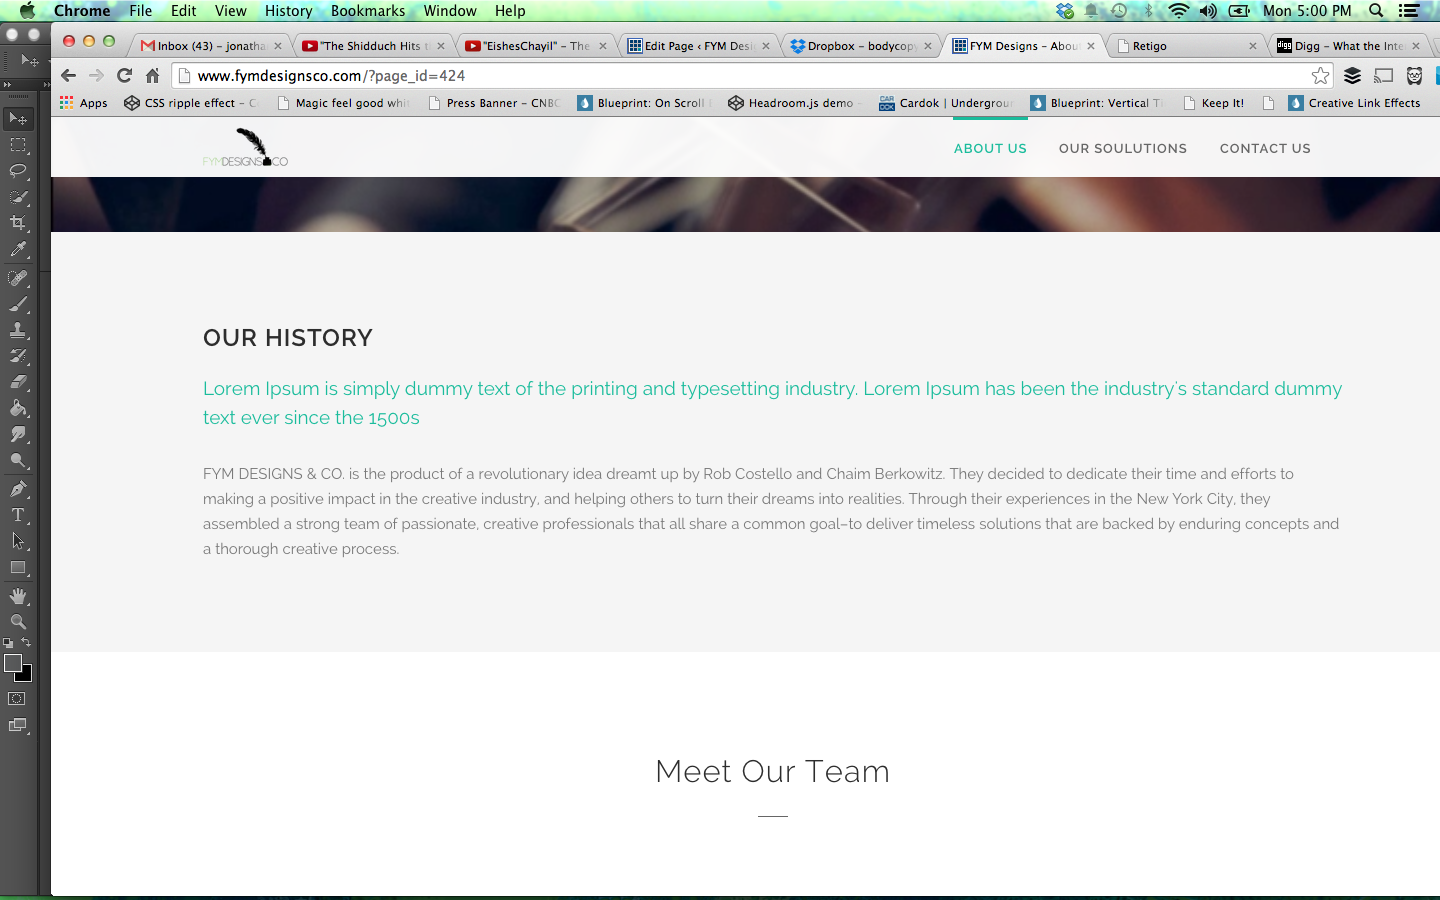 Chrome File Edit View History Bookmarks Window Help Mon 5:00 PM
Inbox (43) – jonatha
"The Shidduch Hits t
"EishesChayil" – The
Edit Page ‹ FYM Desi
Dropbox – bodycopy
FYM Designs – Abou
Retigo
Digg – What the Inte
www.fymdesignsco.com/?page_id=424
Apps
CSS ripple effect – C
Magic feel good whi
Press Banner – CNBC
Blueprint: On Scroll
Headroom.js demo –
Cardok | Undergroun
Blueprint: Vertical T
Keep It!
Creative Link Effects
FYMDESIGNS&CO
ABOUT US
OUR SOULUTIONS
CONTACT US
OUR HISTORY
Lorem Ipsum is simply dummy text of the printing and typesetting industry. Lorem Ipsum has been the industry's standard dummy
text ever since the 1500s
FYM DESIGNS & CO. is the product of a revolutionary idea dreamt up by Rob Costello and Chaim Berkowitz. They decided to dedicate their time and efforts to
making a positive impact in the creative industry, and helping others to turn their dreams into realities. Through their experiences in the New York City, they
assembled a strong team of passionate, creative professionals that all share a common goal–to deliver timeless solutions that are backed by enduring concepts and
a thorough creative process.
Meet Our Team